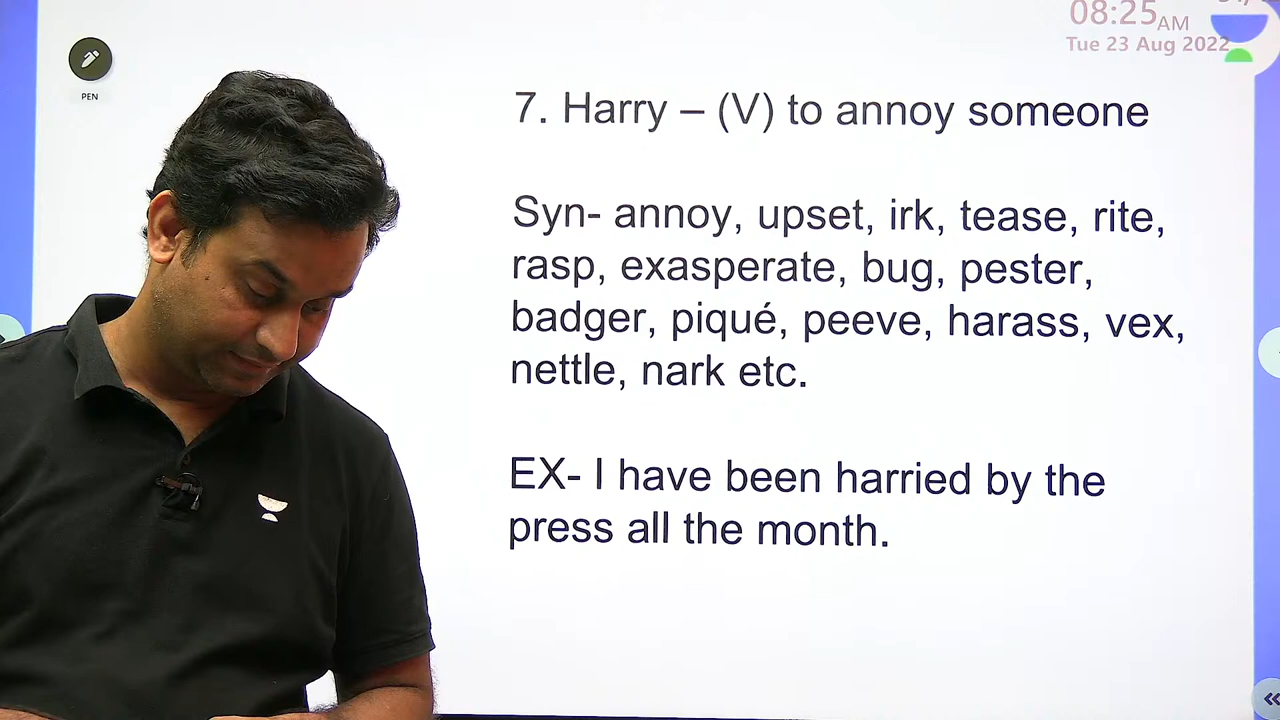 08:25AM
Tue 23 Aug 2022
PEN
7. Harry – (V) to annoy someone
Syn- annoy, upset, irk, tease, rite,
rasp, exasperate, bug, pester,
badger, piqué, peeve, harass, vex,
nettle, nark etc.
EX- I have been harried by the
press all the month.